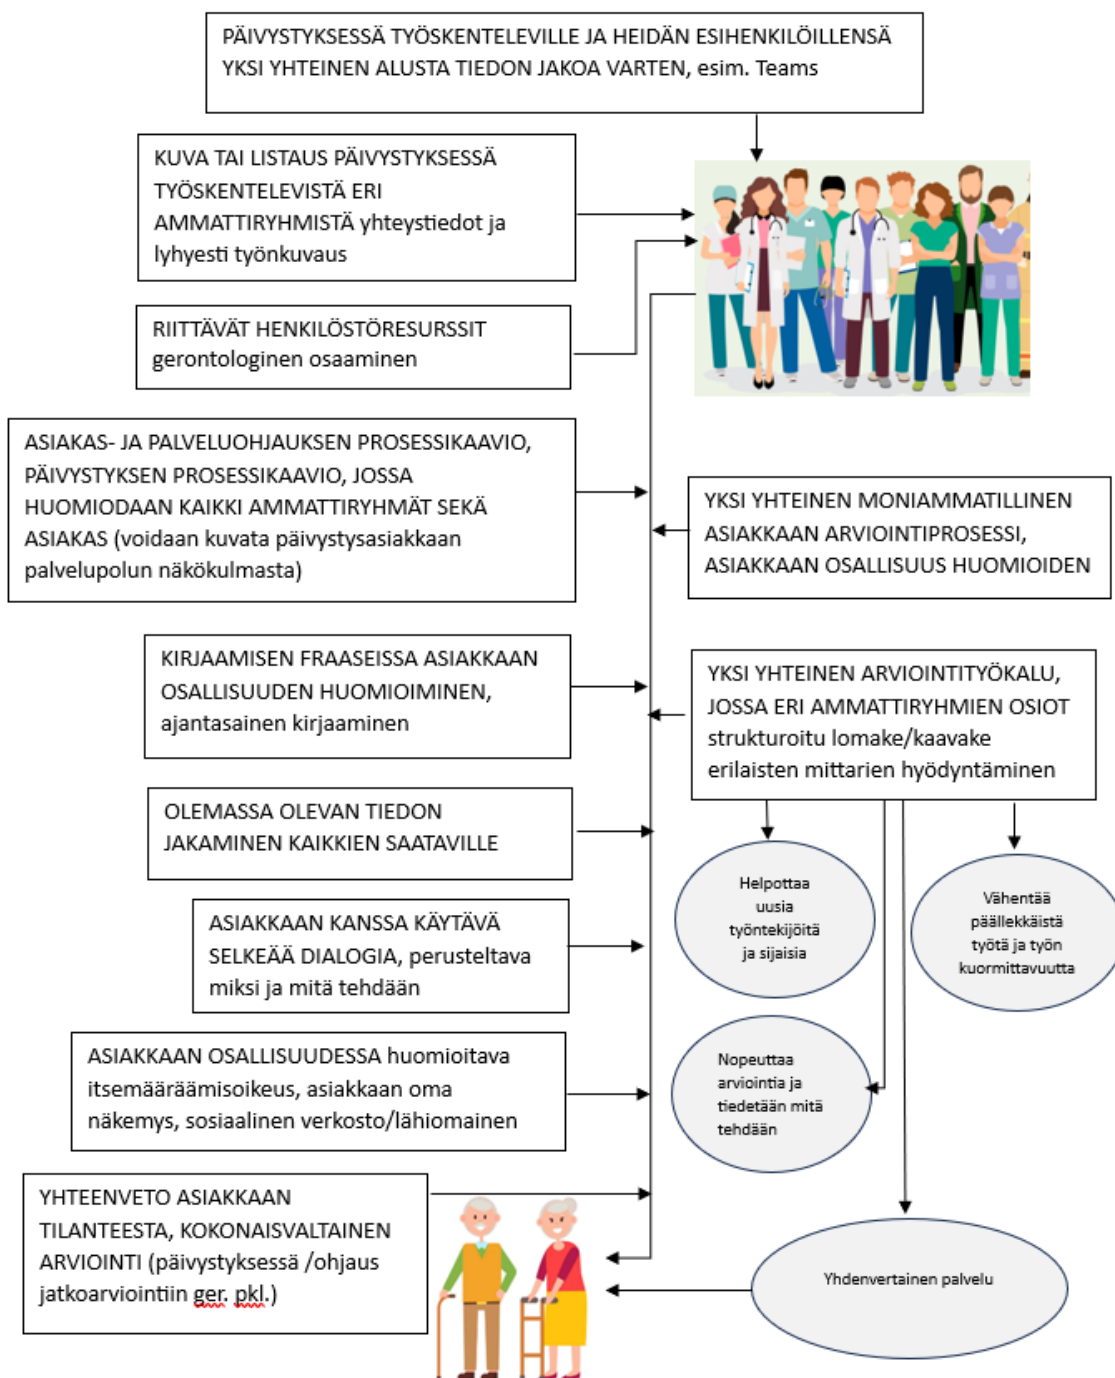 PÄIVYSTYKSESSÄ TYÖSKENTELEVILLE JA HEIDÄN ESIHENKILÖILLENSÄ
YKSI YHTEINEN ALUSTA TIEDON JAKOA VARTEN, esim. Teams
KUVA TAI LISTAUS PÄIVYSTYKSESSÄ
TYÖSKENTELEVISTÄ ERI
AMMATTIRYHMISTÄ yhteystiedot ja
lyhyesti työnkuvaus
RIITTÄVÄT HENKILÖSTÖRESURSSIT
gerontologinen osaaminen
ASIAKAS- JA PALVELUOHJAUKSEN PROSESSIKAAVIO,
PÄIVYSTYKSEN PROSESSIKAAVIO, JOSSA
HUOMIODAAN KAIKKI AMMATTIRYHMÄT SEKÄ
ASIAKAS (voidaan kuvata päivystysasiakkaan
palvelupolun näkökulmasta)
YKSI YHTEINEN MONIAMMATILLINEN
ASIAKKAAN ARVIOINTIPROSESSI,
ASIAKKAAN OSALLISUUS HUOMIOIDEN
KIRJAAMISEN FRAASEISSA ASIAKKAAN
OSALLISUUDEN HUOMIOIMINEN,
ajantasainen kirjaaminen
YKSI YHTEINEN ARVIOINTITYÖKALU,
JOSSA ERI AMMATTIRYHMIEN OSIOT
strukturoitu lomake/kaavake
erilaisten mittarien hyödyntäminen
OLEMASSA OLEVAN TIEDON
JAKAMINEN KAIKKIEN SAATAVILLE
Helpottaa
uusia
työntekijöitä
ja sijaisia
Vähentää
päällekkäistä
työtä ja työn
kuormittavuutta
ASIAKKAAN KANSSA KÄYTÄVÄ
SELKEÄÄ DIALOGIA, perusteltava
miksi ja mitä tehdään
ASIAKKAAN OSALLISUUDESSA huomioitava
itsemääräämisoikeus, asiakkaan oma
näkemys, sosiaalinen verkosto/lähiomainen
Nopeuttaa
arviointia ja
tiedetään mitä
tehdään
YHTEENVETO ASIAKKAAN
TILANTEESTA, KOKONAISVALTAINEN
ARVIOINTI (päivystyksessä /ohjaus
jatkoarviointiin ger. pkl.)
Yhdenvertainen palvelu